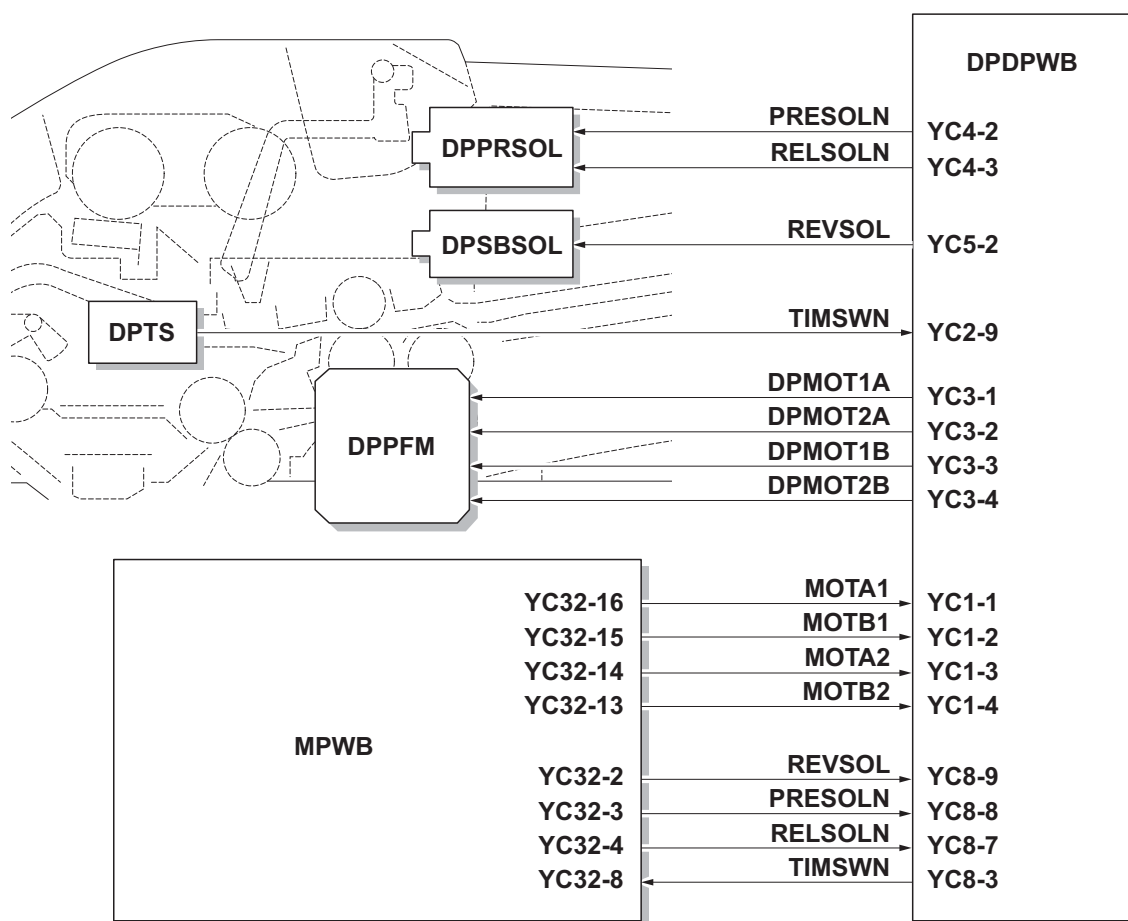 DPDPWB
PRESOLN
YC4-2
DPPRSOL
RELSOLN
YC4-3
DPSBSOL
REVSOL
YC5-2
DPTS
TIMSWN
YC2-9
DPMOT1A
YC3-1
DPMOT2A
YC3-2
DPPFM
DPMOT1B
YC3-3
DPMOT2B
YC3-4
MPWB
YC32-16
MOTA1
YC1-1
YC32-15
MOTB1
YC1-2
YC32-14
MOTA2
YC1-3
YC32-13
MOTB2
YC1-4
YC32-2
REVSOL
YC8-9
YC32-3
PRESOLN
YC8-8
YC32-4
RELSOLN
YC8-7
YC32-8
TIMSWN
YC8-3